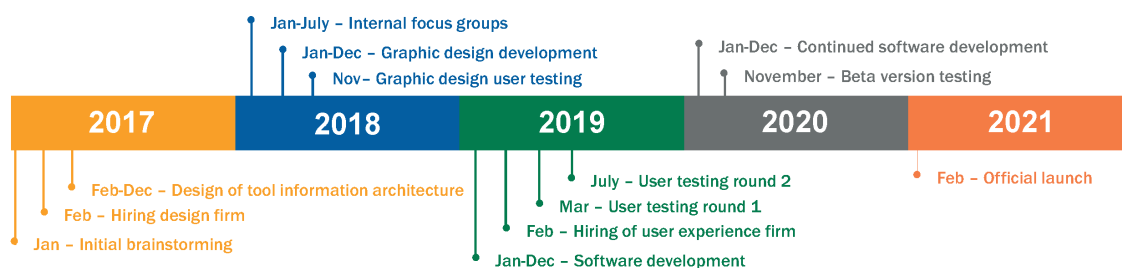 Jan-July – Internal focus groups
Jan-Dec – Graphic design development
Nov– Graphic design user testing
Jan-Dec – Continued software development
November – Beta version testing
2017
2018
2019
2020
2021
Feb-Dec – Design of tool information architecture
Feb – Hiring design firm
Jan – Initial brainstorming
July – User testing round 2
Mar – User testing round 1
Feb – Hiring of user experience firm
Jan-Dec – Software development
Feb – Official launch